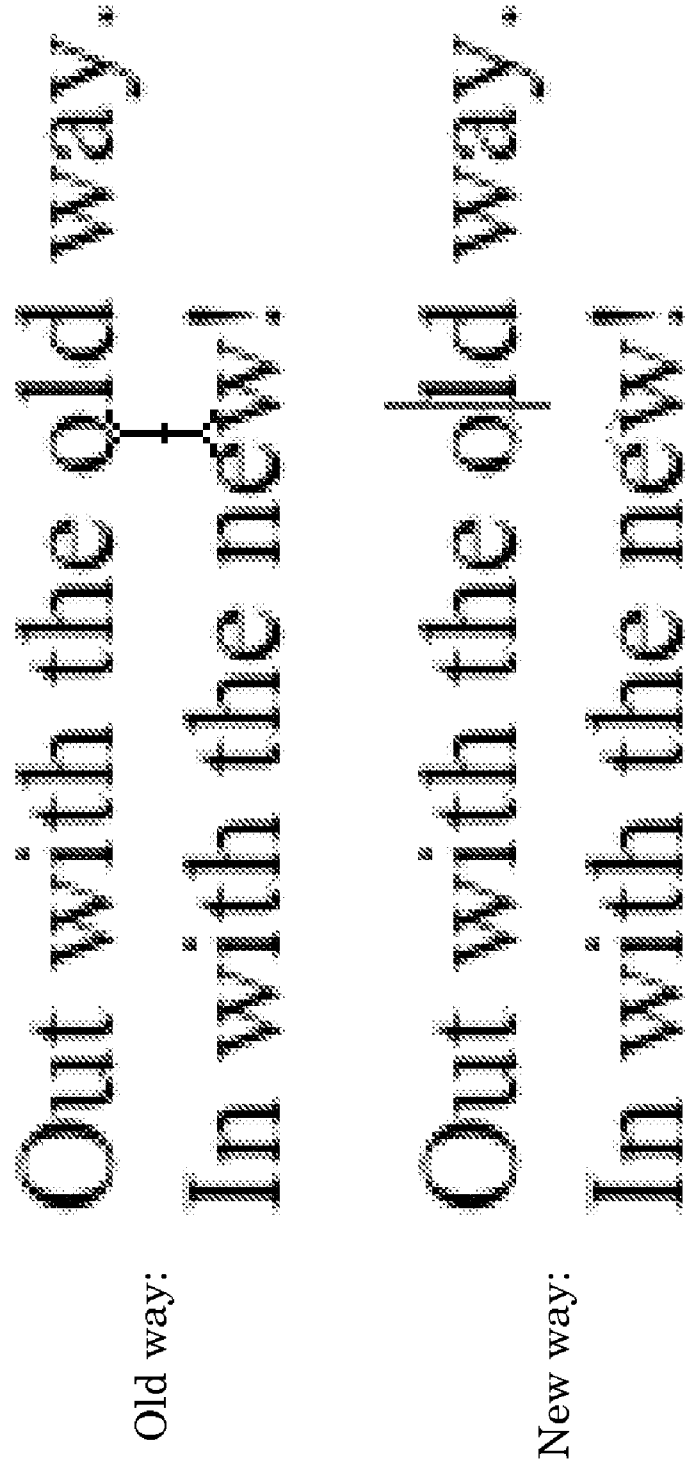 Old way:
Out with the old way.
In with the new!
New way:
Out with the old way.
In with the new!